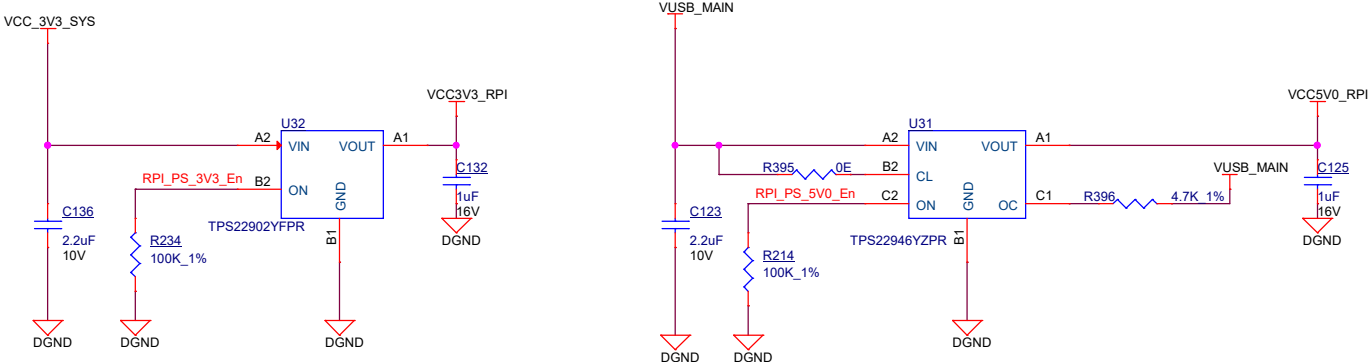 VCC_3V3_SYS
VCC3V3_RPI
U32
A2
VIN
VOUT
A1
RPI_PS_3V3_En
B2
ON
GND
C132
1uF
16V
DGND
TPS22902YFPR
B1
C136
2.2uF
10V
R234
100K_1%
DGND
DGND
DGND
VUSB_MAIN
VCC5V0_RPI
U31
A2
VIN
VOUT
A1
R395
0E
B2
CL
VUSB_MAIN
C125
1uF
16V
DGND
RPI_PS_5V0_En
C2
ON
GND
OC
C1
R396
4.7K_1%
TPS22946YZPR
B1
C123
2.2uF
10V
R214
100K_1%
DGND
DGND
DGND